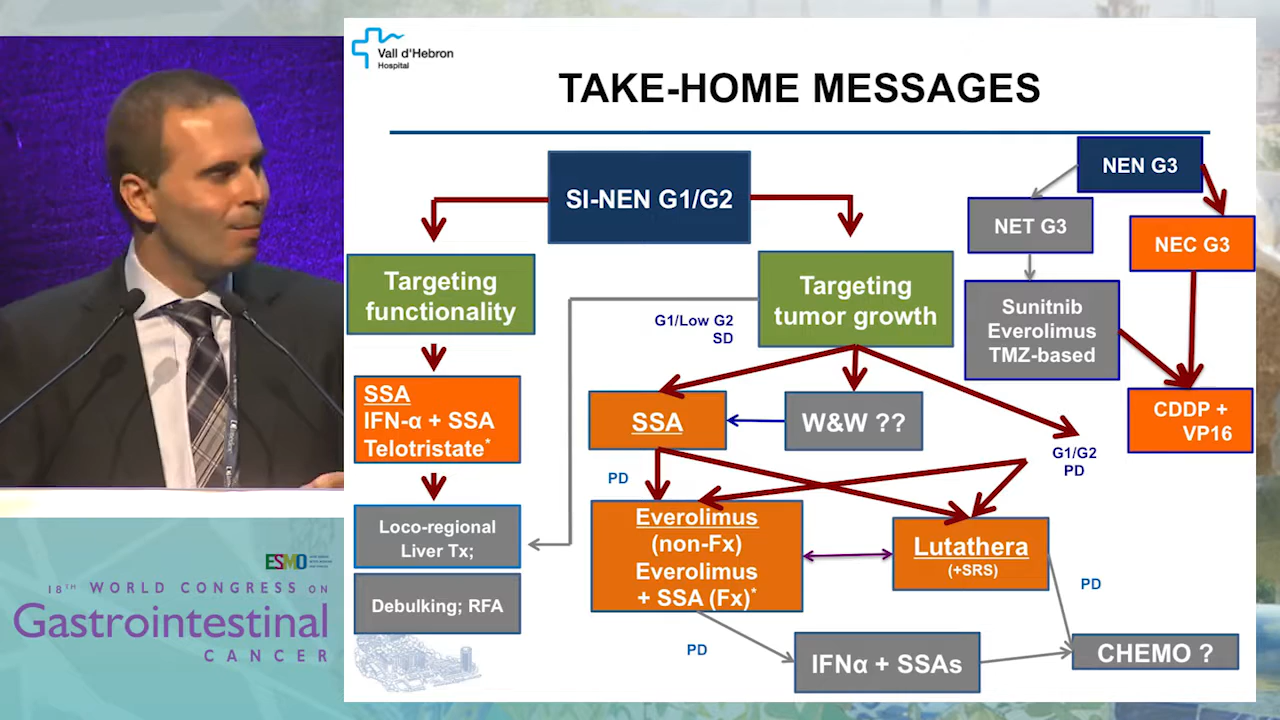 Vall d'Hebron
Hospital
TAKE-HOME MESSAGES
SI-NEN G1/G2
NEN G3
NET G3
NEC G3
Targeting
functionality
Targeting
tumor growth
Sunitnib
Everolimus
TMZ-based
G1/Low G2
SD
SSA
IFN-α + SSA
Telotristate*
SSA
W&W ??
CDDP +
VP16
G1/G2
PD
PD
Loco-regional
Liver Tx;
Everolimus
(non-Fx)
Everolimus
+ SSA (Fx)*
Lutathera
(+SRS)
Debulking; RFA
PD
PD
IFNα + SSAs
CHEMO ?
ESMO
18TH WORLD CONGRESS ON
Gastrointestinal
CANCER